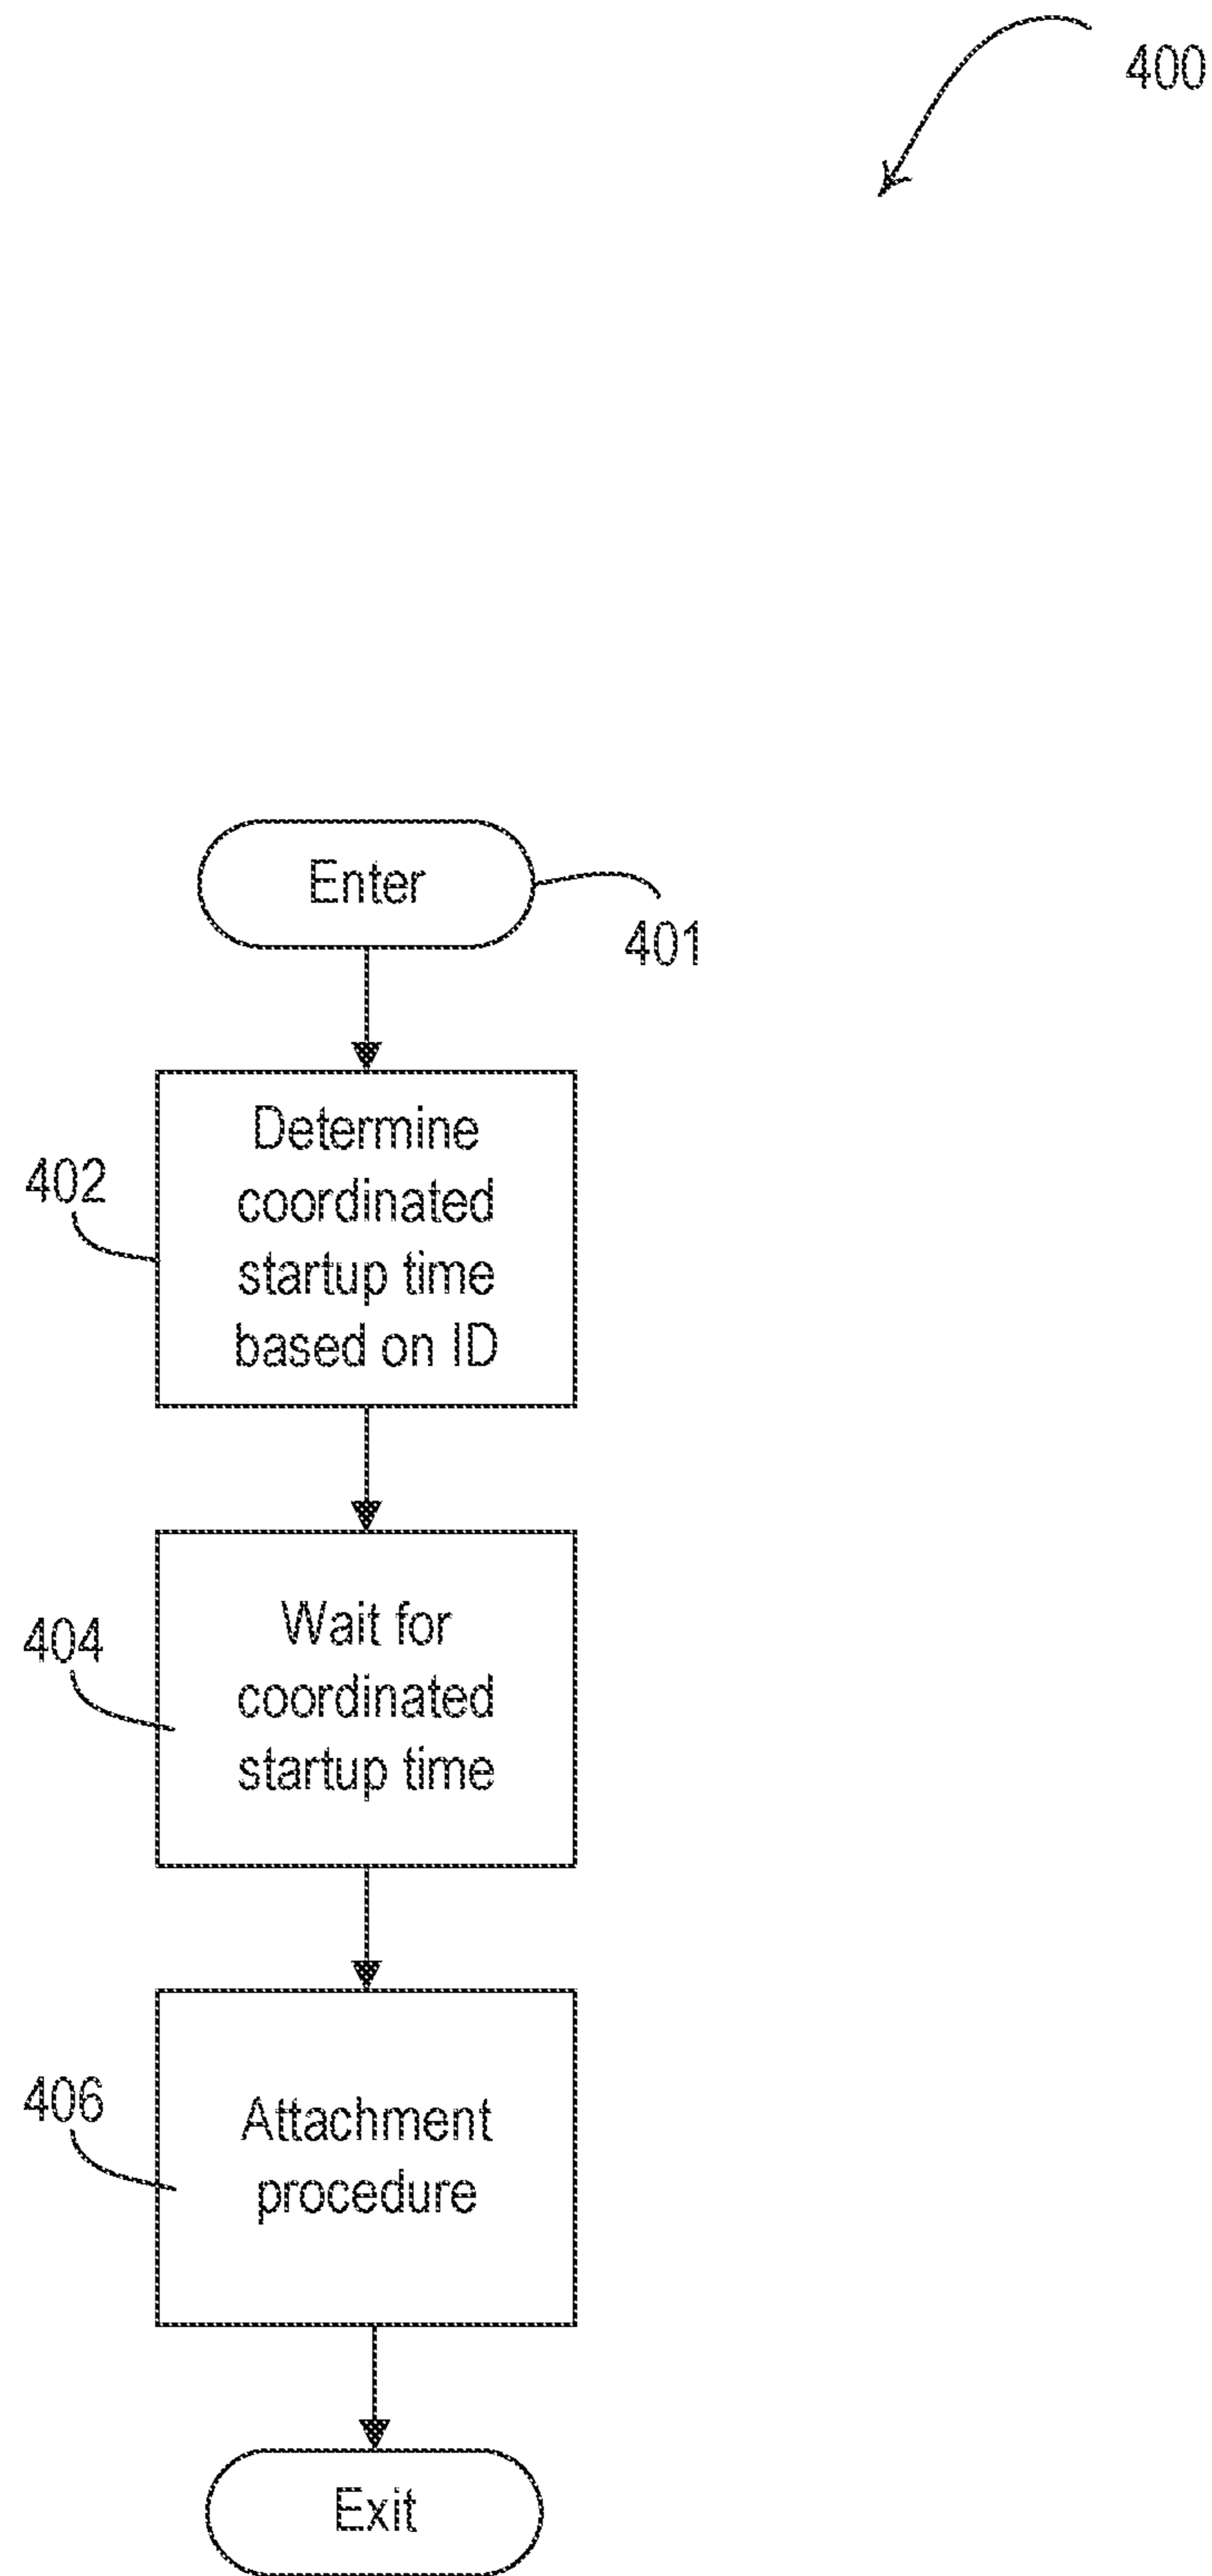 400
Enter
401
Determine
coordinated
startup time
based on ID
402
Wait for
coordinated
startup time
404
Attachment
procedure
406
Exit